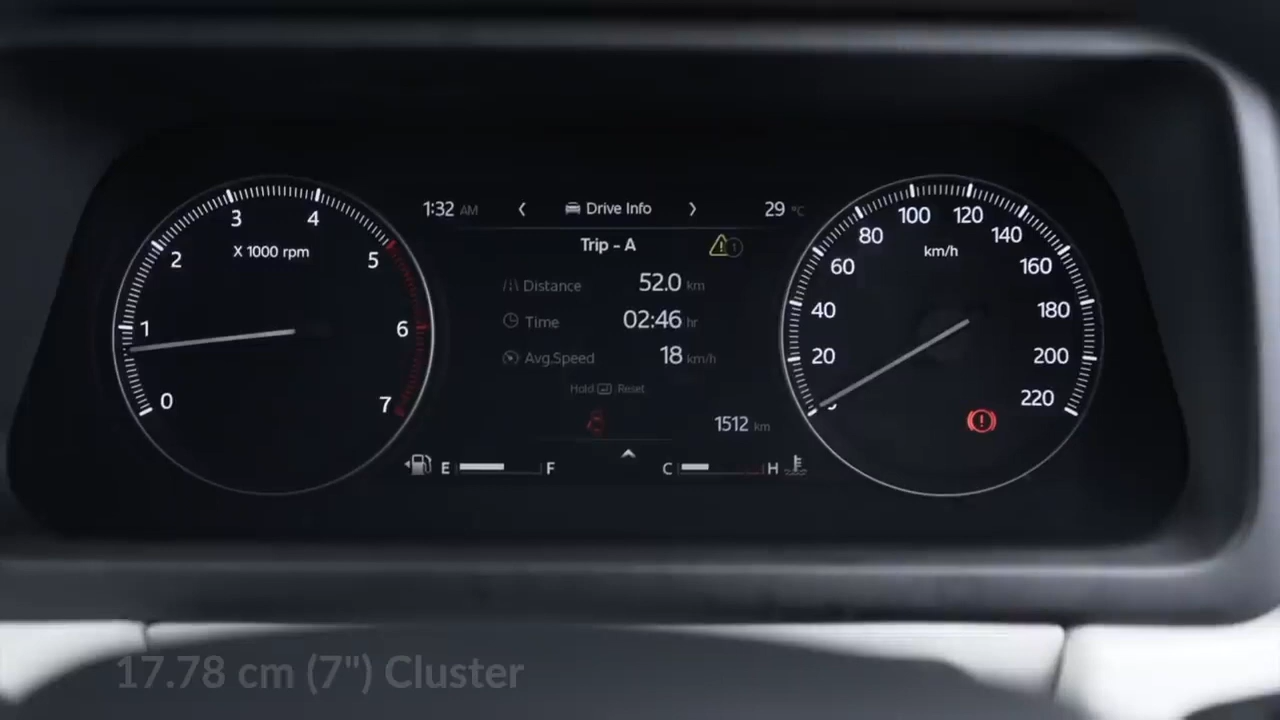 1:32 AM
Drive Info
29 °C
Trip - A
1
Distance 52.0 km
Time 02:46 hr
Avg.Speed 18 km/h
Hold Reset
1512 km
E F
C H
X 1000 rpm
0
1
2
3
4
5
6
7
km/h
20
40
60
80
100
120
140
160
180
200
220
17.78 cm (7") Cluster